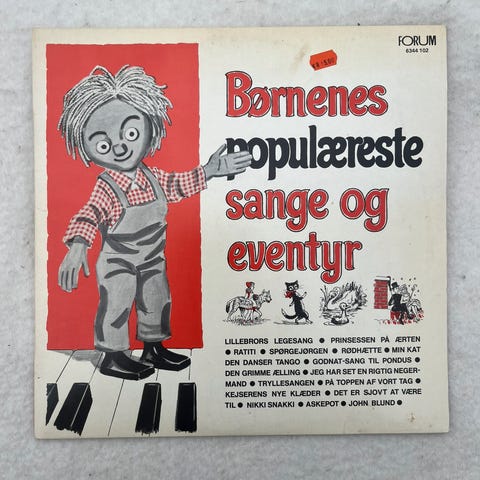 FORUM
6344 102
Børnenes
populæreste
sange og
eventyr
LILLEBRORS LEGESANG ● PRINSESSEN PÅ ÆRTEN
● RATITI ● SPØRGEJØRGEN ● RØDHÆTTE ● MIN KAT
DEN DANSER TANGO ● GODNAT-SANG TIL PONDUS ●
DEN GRIMME ÆLLING ● JEG HAR SET EN RIGTIG NEGER-
MAND ● TRYLLESANGEN ● PÅ TOPPEN AF VORT TAG ●
KEJSERENS NYE KLÆDER ● DET ER SJOVT AT VÆRE
TIL ● NIKKI SNAKKI ● ASKEPOT ● JOHN BLUND ●